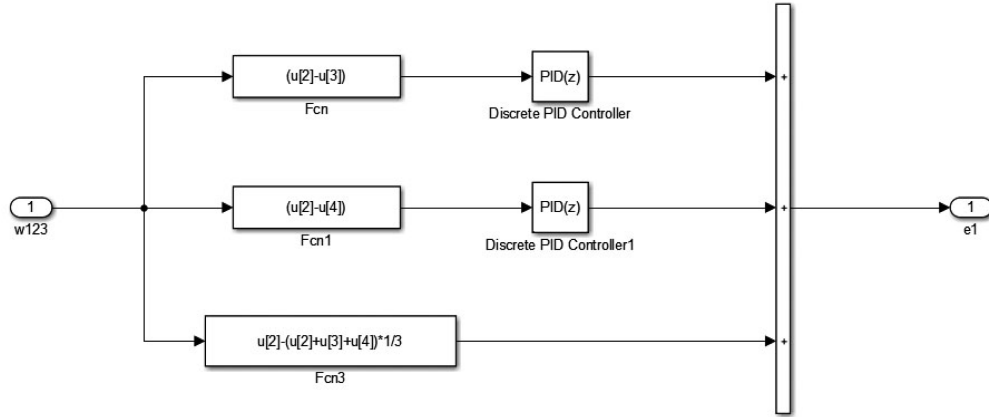 (u[2]-u[3])
Fcn
PID(z)
Discrete PID Controller
+
1
w123
(u[2]-u[4])
Fcn1
PID(z)
Discrete PID Controller1
+
1
e1
u[2]-(u[2]+u[3]+u[4])*1/3
Fcn3
+